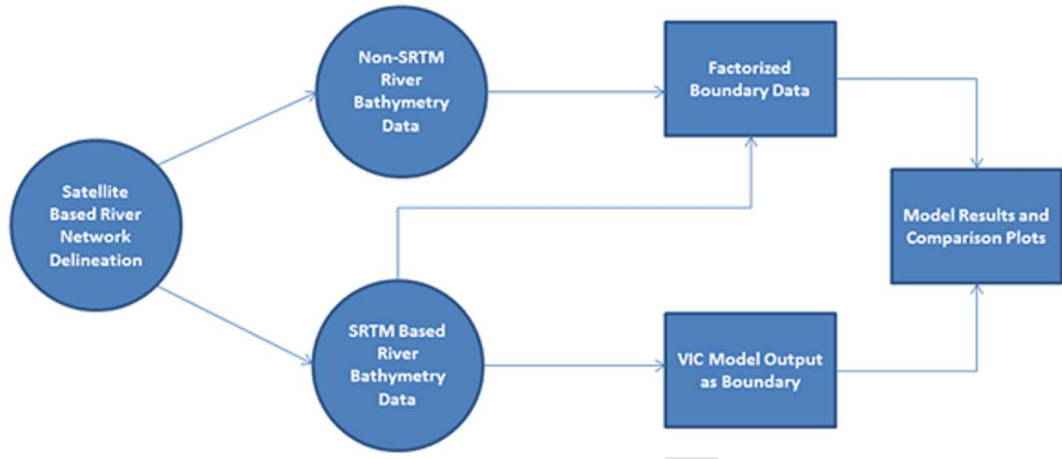 Satellite
Based River
Network
Delineation
Non-SRTM
River
Bathymetry
Data
SRTM Based
River
Bathymetry
Data
Factorized
Boundary Data
VIC Model Output
as Boundary
Model Results and
Comparison Plots